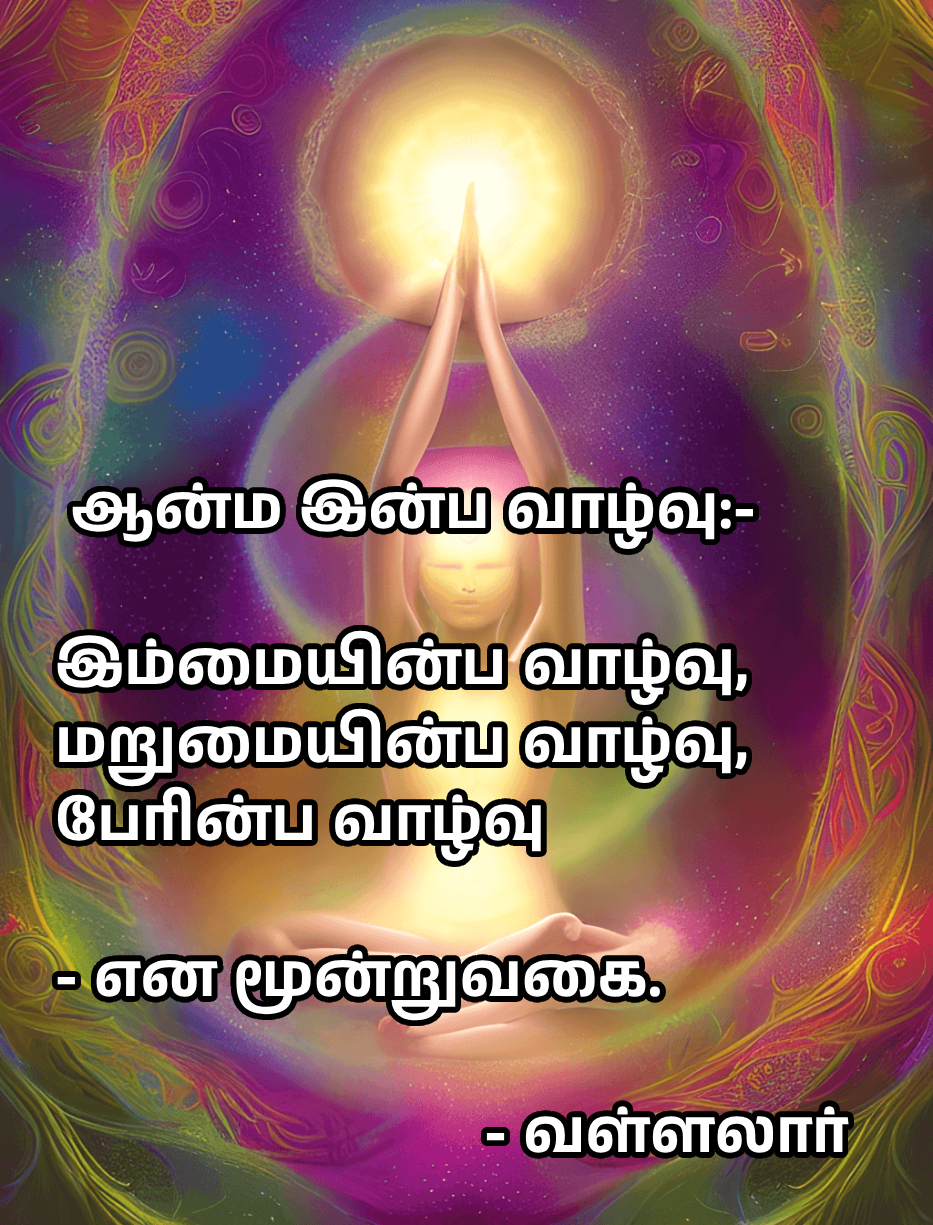 ஆன்ம இன்ப வாழ்வு:-
இம்மையின்ப வாழ்வு,
மறுமையின்ப வாழ்வு,
பேரின்ப வாழ்வு
- என மூன்றுவகை.
- வள்ளலார்